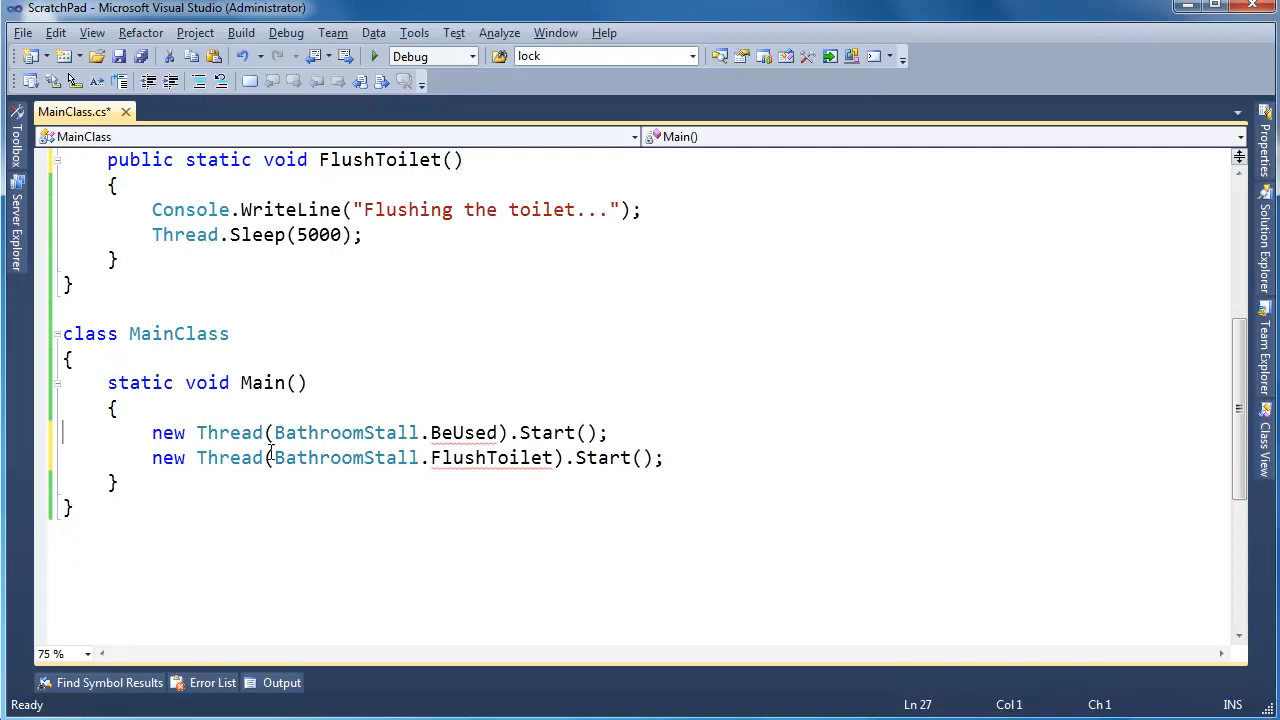 ScratchPad - Microsoft Visual Studio (Administrator)
File Edit View Refactor Project Build Debug Team Data Tools Test Analyze Window Help
Debug lock
MainClass.cs*
MainClass Main()
public static void FlushToilet()
{
Console.WriteLine("Flushing the toilet...");
Thread.Sleep(5000);
}
}
class MainClass
{
static void Main()
{
new Thread(BathroomStall.BeUsed).Start();
new Thread(BathroomStall.FlushToilet).Start();
}
}
Toolbox
Server Explorer
Properties
Solution Explorer
Team Explorer
Class View
75 %
Find Symbol Results Error List Output
Ready Ln 27 Col 1 Ch 1 INS